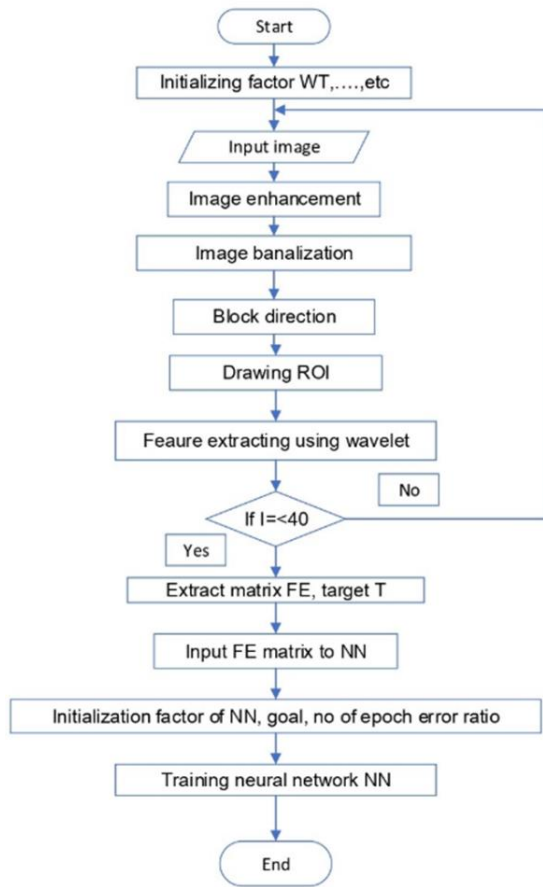 Start
Initializing factor WT,....,etc
Input image
Image enhancement
Image banalization
Block direction
Drawing ROI
Feaure extracting using wavelet
No
If I=<40
Yes
Extract matrix FE, target T
Input FE matrix to NN
Initialization factor of NN, goal, no of epoch error ratio
Training neural network NN
End